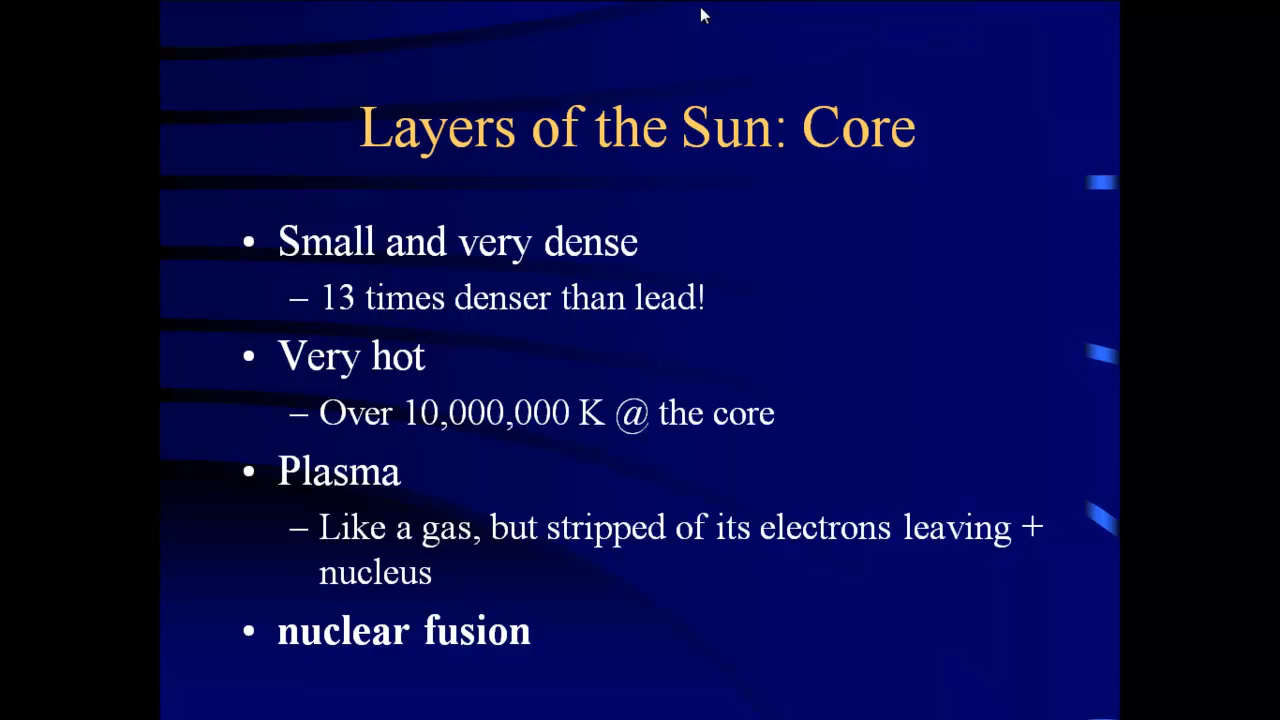 Layers of the Sun: Core
• Small and very dense
– 13 times denser than lead!
• Very hot
– Over 10,000,000 K @ the core
• Plasma
– Like a gas, but stripped of its electrons leaving +
nucleus
• nuclear fusion